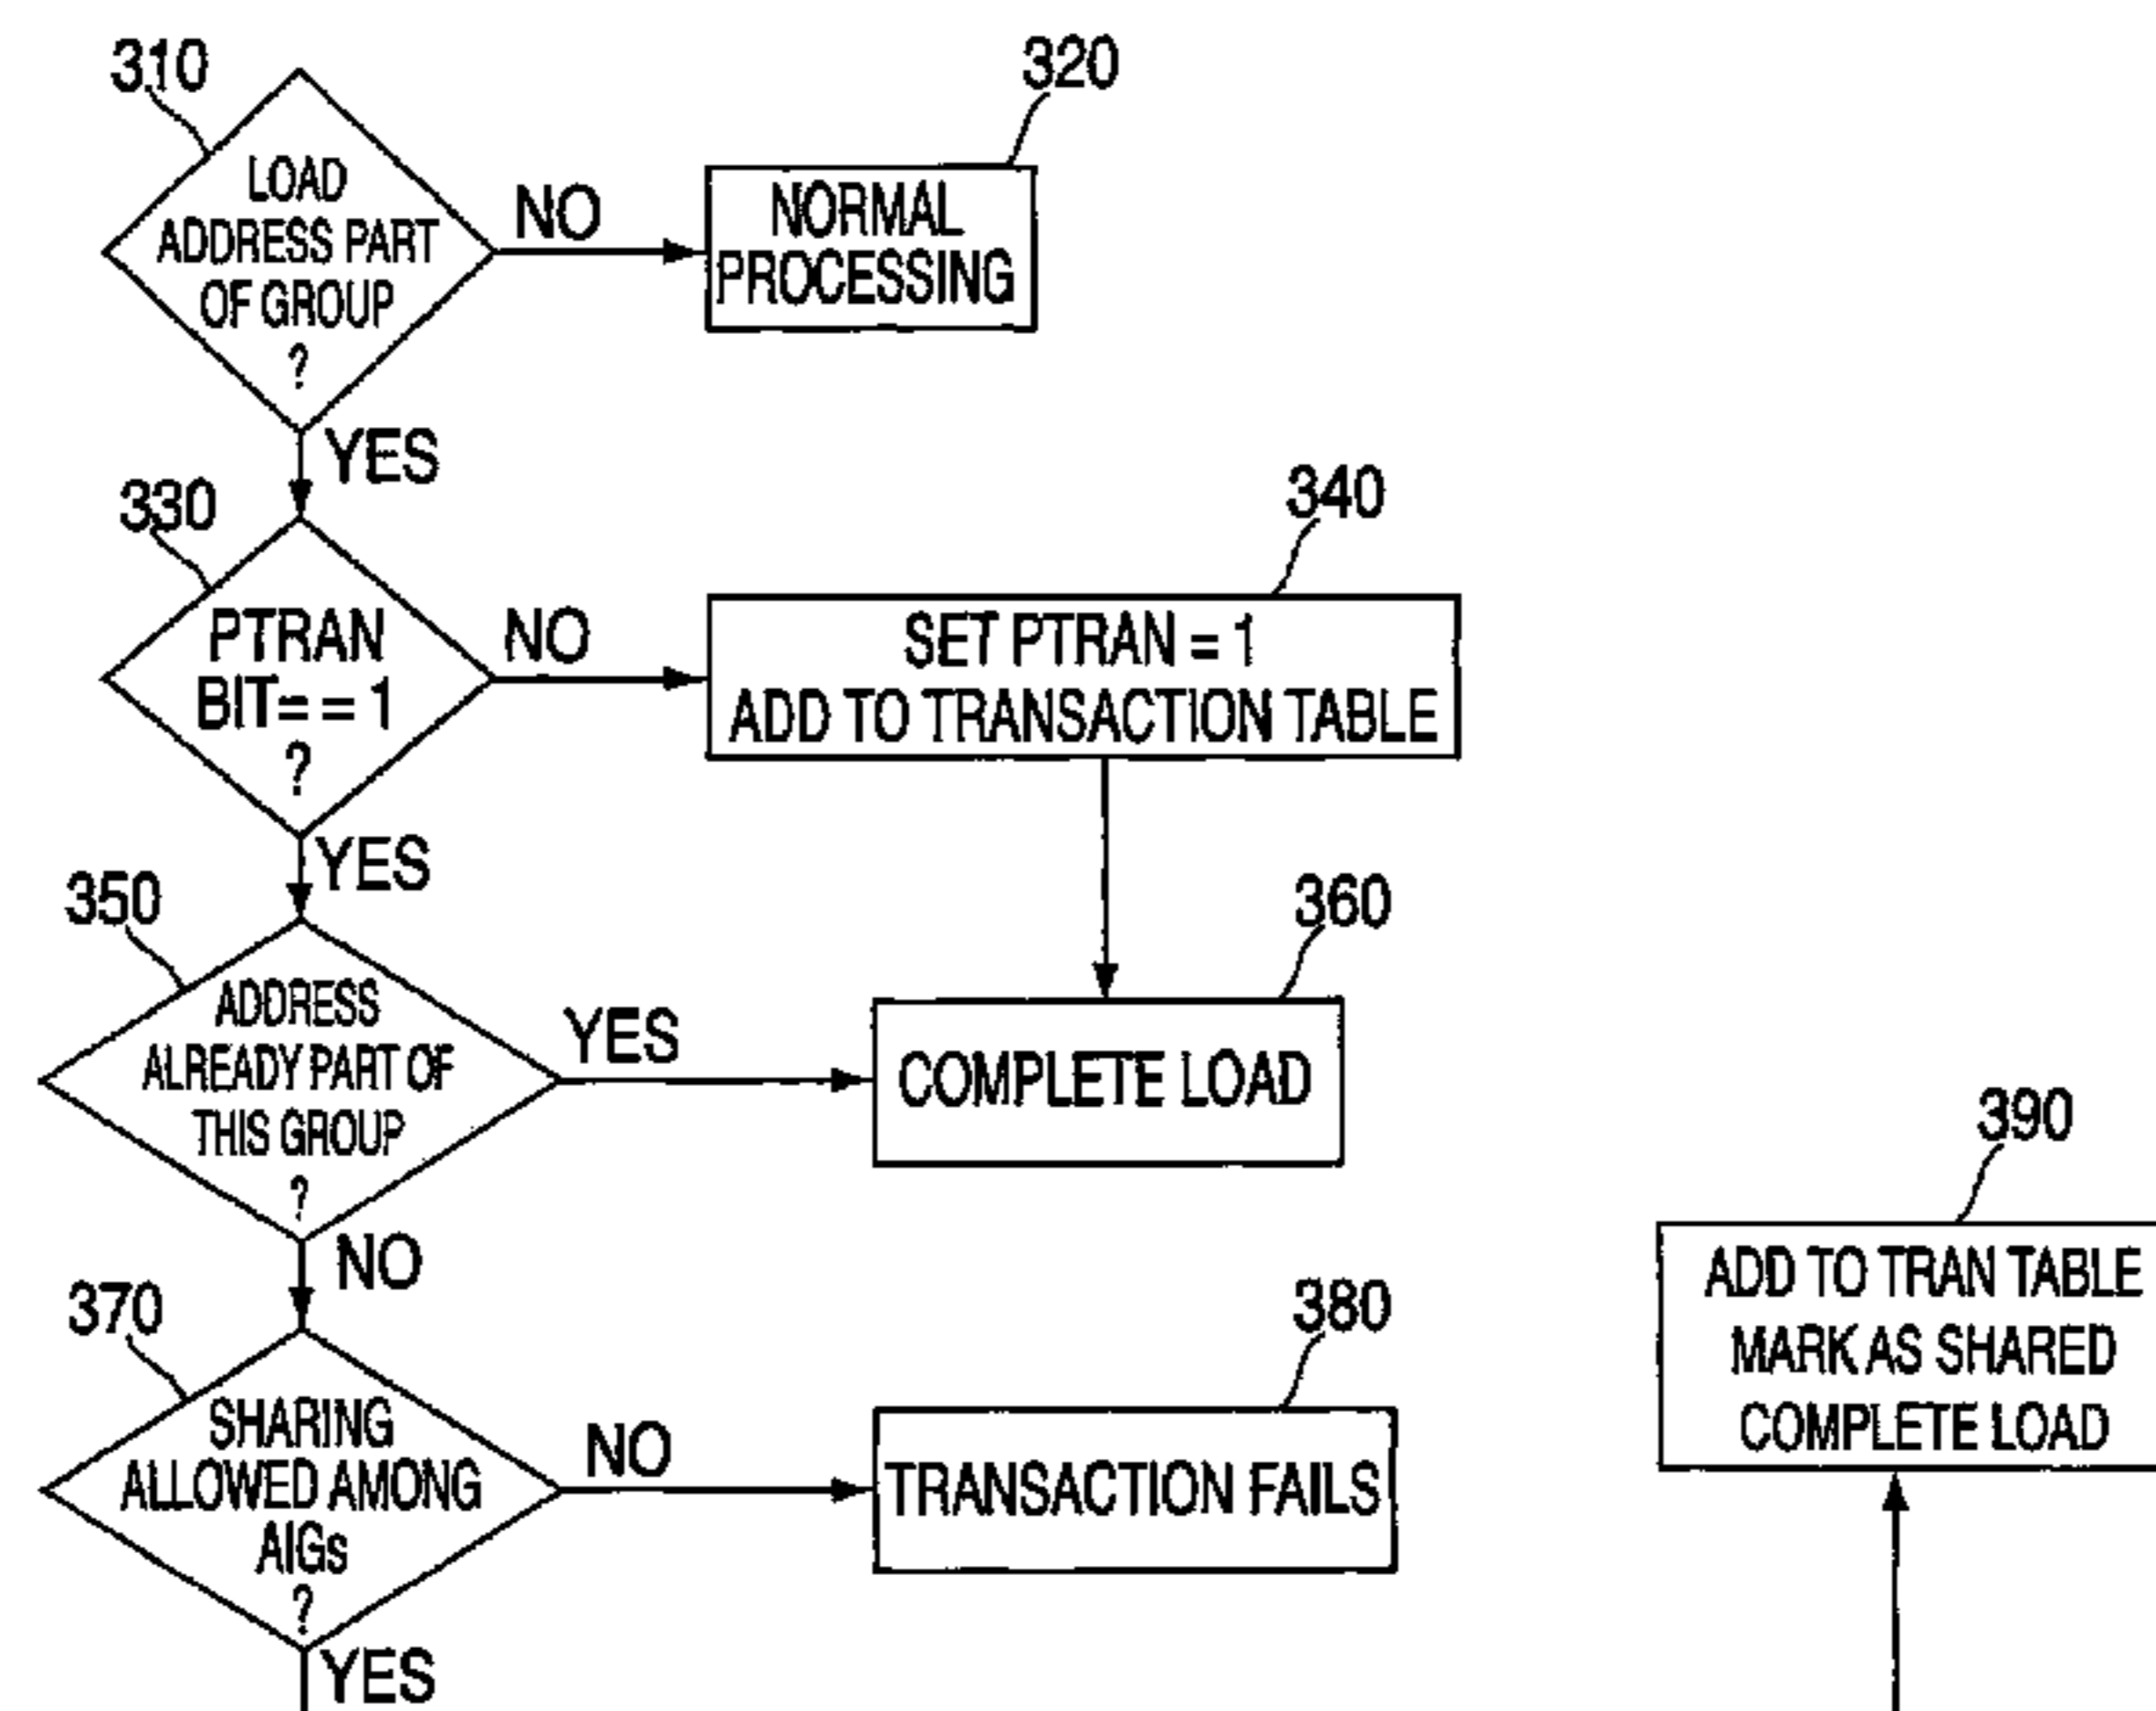 310
LOAD
ADDRESS PART
OF GROUP
?
NO
320
NORMAL
PROCESSING
YES
330
PTRAN
BIT= = 1
?
NO
340
SET PTRAN = 1
ADD TO TRANSACTION TABLE
YES
350
ADDRESS
ALREADY PART OF
THIS GROUP
?
YES
360
COMPLETE LOAD
NO
370
SHARING
ALLOWED AMONG
AIGs
?
NO
380
TRANSACTION FAILS
YES
390
ADD TO TRAN TABLE
MARK AS SHARED
COMPLETE LOAD